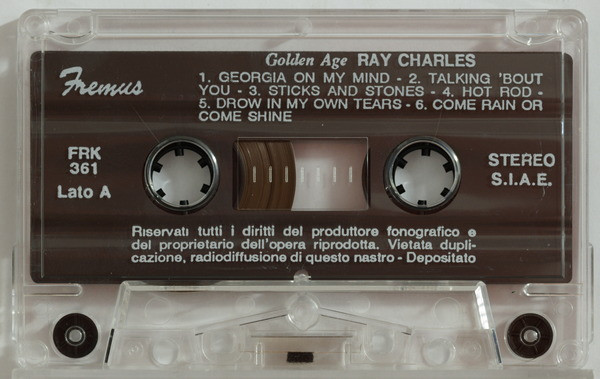 Golden Age RAY CHARLES
Fremus
1. GEORGIA ON MY MIND - 2. TALKING 'BOUT
YOU - 3. STICKS AND STONES - 4. HOT ROD -
5. DROW IN MY OWN TEARS - 6. COME RAIN OR
COME SHINE
FRK
361
Lato A
STEREO
S.I.A.E.
Riservati tutti i diritti del produttore fonografico e
del proprietario dell'opera riprodotta. Vietata dupli-
cazione, radiodiffusione di questo nastro - Depositato